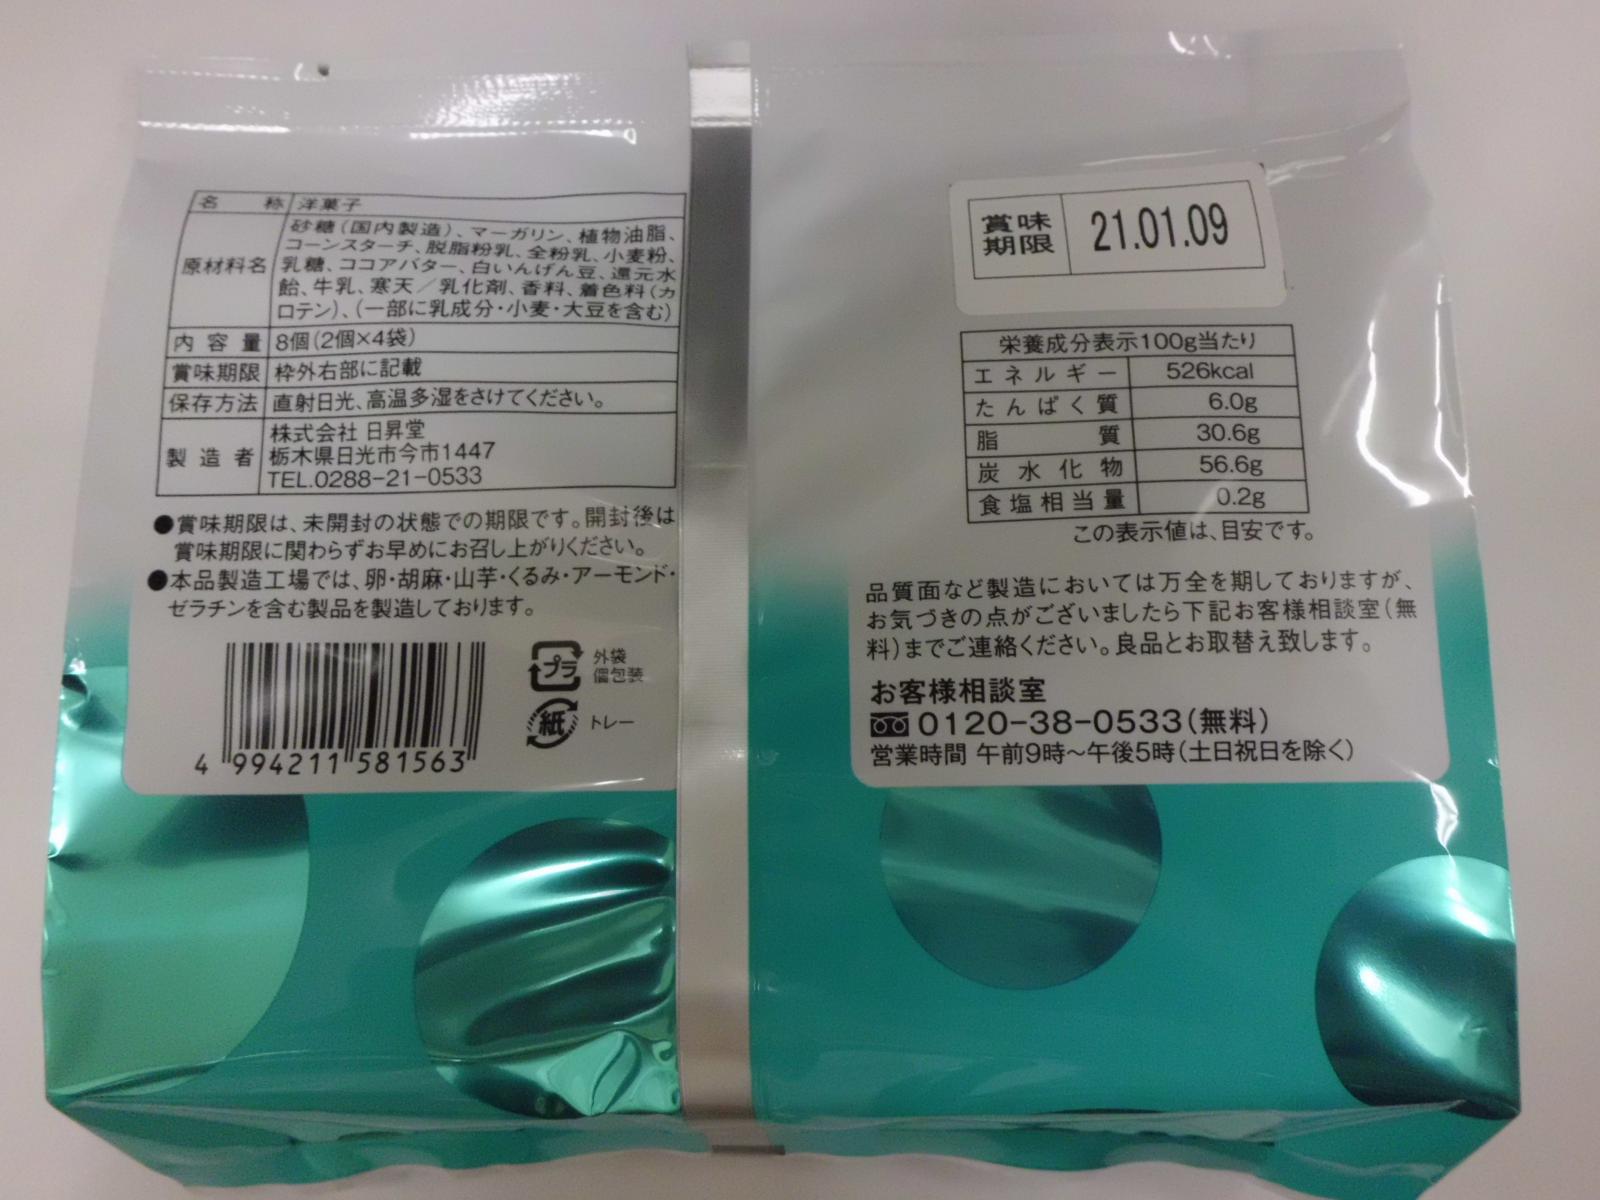 名称 洋菓子
原材料名 砂糖(国内製造)、マーガリン、植物油脂、
コーンスターチ、脱脂粉乳、全粉乳、小麦粉、
乳糖、ココアバター、白いんげん豆、還元水
飴、牛乳、寒天/乳化剤、香料、着色料(カ
ロテン)、(一部に乳成分・小麦・大豆を含む)
内容量 8個(2個×4袋)
賞味期限 枠外右部に記載
保存方法 直射日光、高温多湿をさけてください。
製造者 株式会社 日昇堂
栃木県日光市今市1447
TEL.0288-21-0533
●賞味期限は、未開封の状態での期限です。開封後は
賞味期限に関わらずお早めにお召し上がりください。
●本品製造工場では、卵・胡麻・山芋・くるみ・アーモンド・
ゼラチンを含む製品を製造しております。
4 994211 581563
プラ 外袋
個包装
紙 トレー
賞味期限 21.01.09
栄養成分表示100g当たり
エネルギー 526kcal
たんぱく質 6.0g
脂質 30.6g
炭水化物 56.6g
食塩相当量 0.2g
この表示値は、目安です。
品質面など製造においては万全を期しておりますが、
お気づきの点がございましたら下記お客様相談室(無
料)までご連絡ください。良品とお取替え致します。
お客様相談室
0120-38-0533(無料)
営業時間 午前9時〜午後5時(土日祝日を除く)